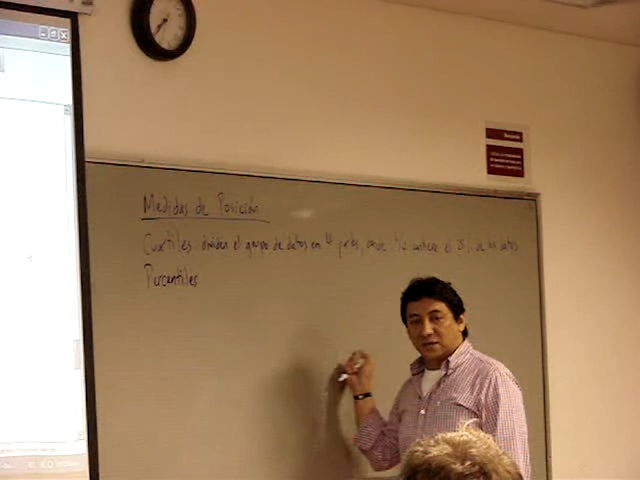 Medidas de Posición
Cuartiles dividen el grupo de datos en 4 partes, donde 1/4 contiene el 25% de los datos
Percentiles